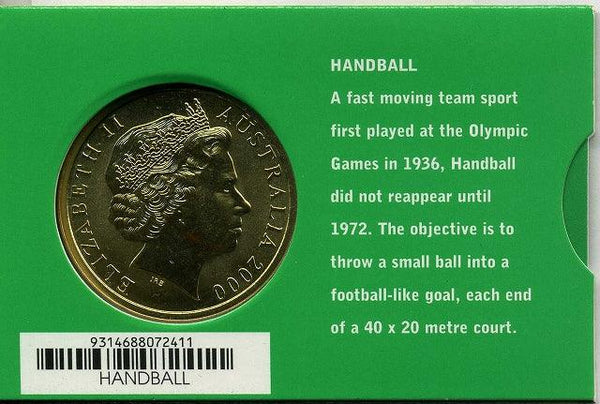 ELIZABETH II
AUSTRALIA 2000
IRB
HANDBALL
A fast moving team sport
first played at the Olympic
Games in 1936, Handball
did not reappear until
1972. The objective is to
throw a small ball into a
football-like goal, each end
of a 40 x 20 metre court.
9314688072411
HANDBALL